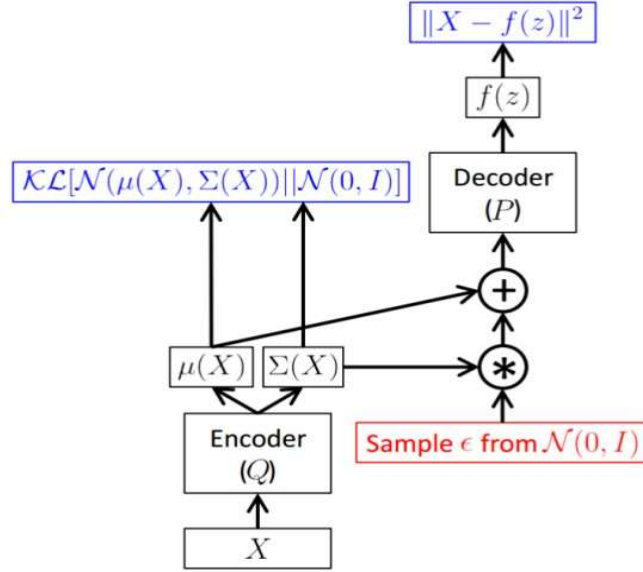 ‖X − f(z)‖²
f(z)
𝒦ℒ[𝒩(μ(X), Σ(X))||𝒩(0, I)]
Decoder
(P)
+
μ(X)
Σ(X)
*
Encoder
(Q)
Sample ϵ from 𝒩(0, I)
X